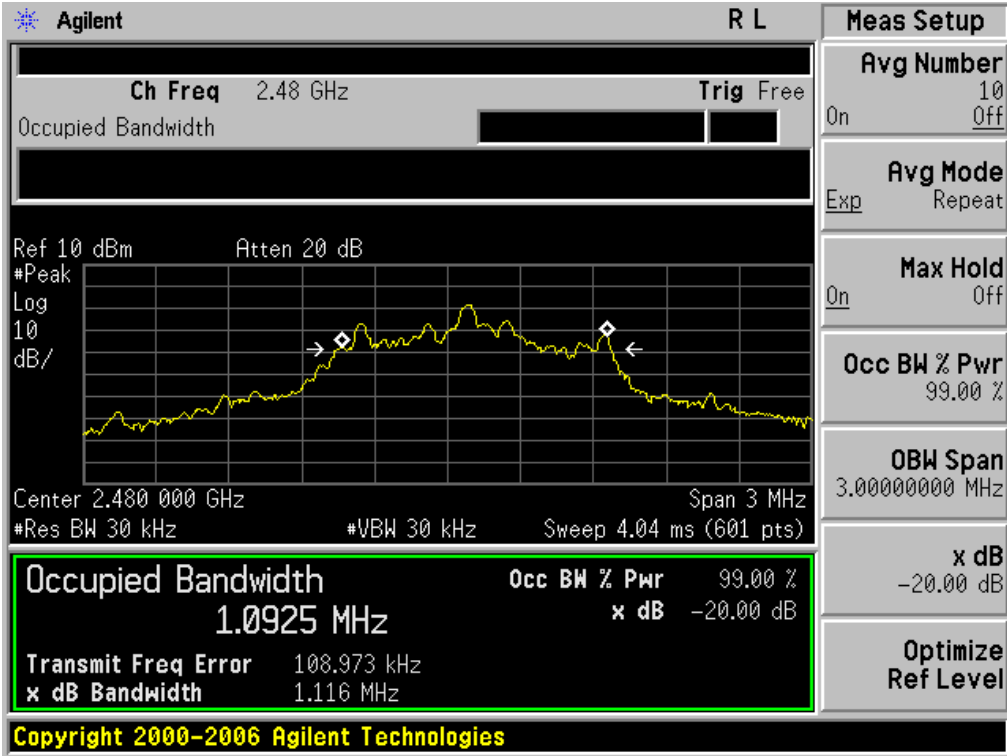 Agilent R L
Ch Freq 2.48 GHz Trig Free
Occupied Bandwidth
Ref 10 dBm Atten 20 dB
#Peak
Log
10
dB/
Center 2.480 000 GHz Span 3 MHz
#Res BW 30 kHz #VBW 30 kHz Sweep 4.04 ms (601 pts)
Occupied Bandwidth Occ BW % Pwr 99.00 %
1.0925 MHz x dB -20.00 dB
Transmit Freq Error 108.973 kHz
x dB Bandwidth 1.116 MHz
Copyright 2000-2006 Agilent Technologies
Meas Setup
Avg Number
10
On Off
Avg Mode
Exp Repeat
Max Hold
On Off
Occ BW % Pwr
99.00 %
OBW Span
3.00000000 MHz
x dB
-20.00 dB
Optimize
Ref Level